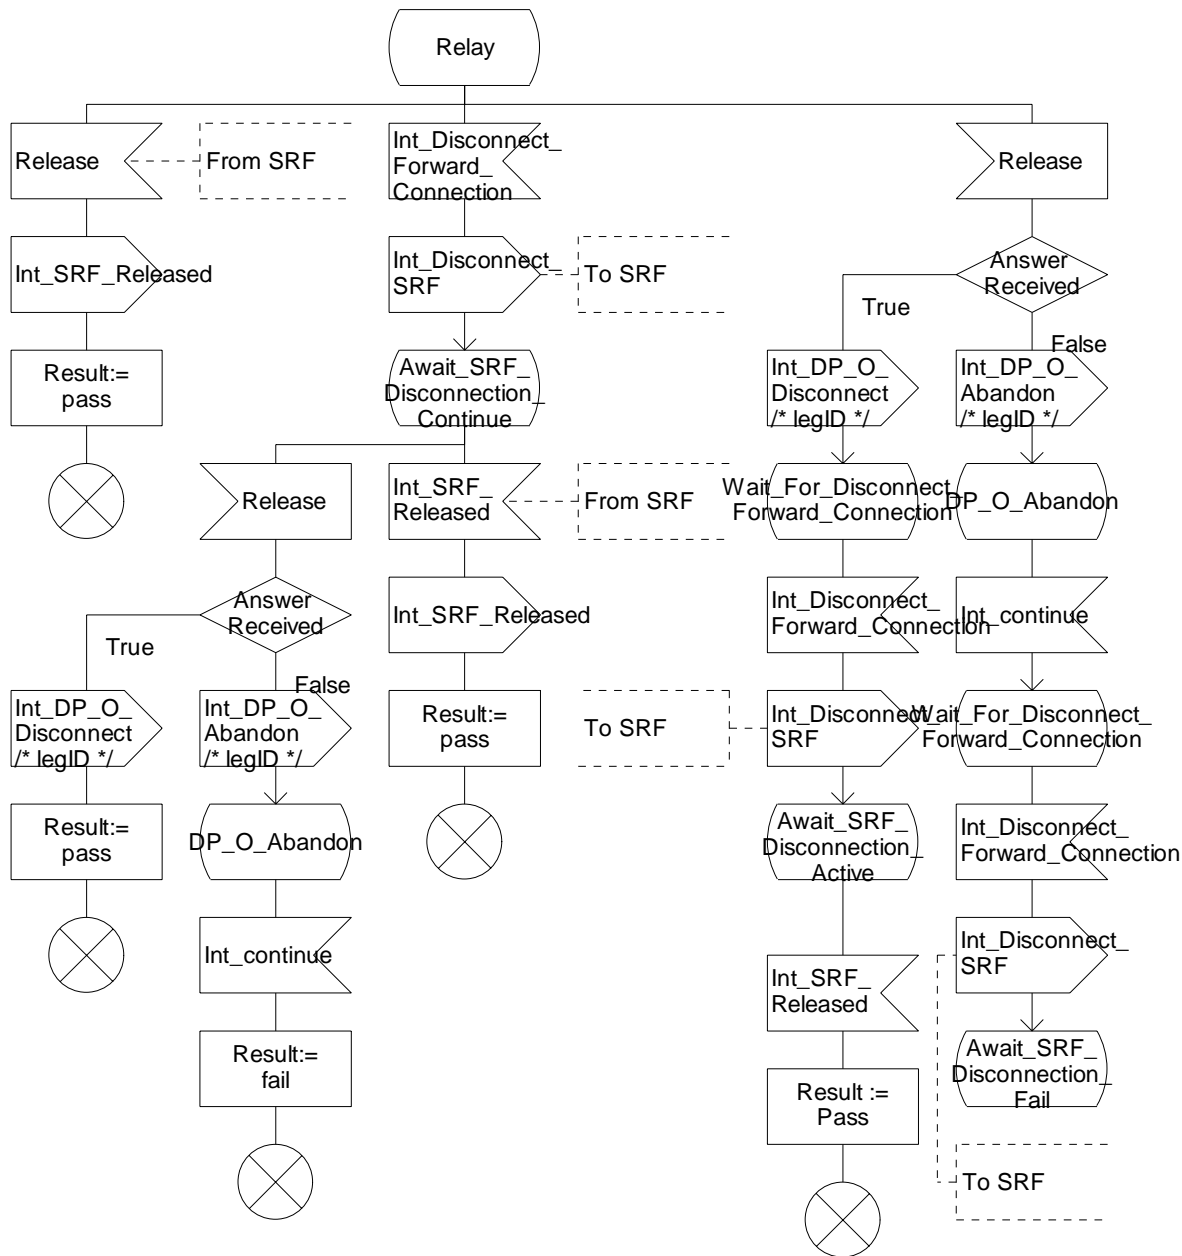 Relay
Release
From SRF
Int_Disconnect_
Forward_
Connection
Release
Int_SRF_Released
Int_Disconnect_
SRF
To SRF
Answer
Received
True
False
Result:=
pass
Await_SRF_
Disconnection_
Continue
Int_DP_O_
Disconnect
/* legID */
Int_DP_O_
Abandon
/* legID */
Release
Int_SRF_
Released
From SRF
Wait_For_Disconnect_
Forward_Connection
DP_O_Abandon
Answer
Received
True
False
Int_SRF_Released
Int_Disconnect_
Forward_Connection
Int_continue
Int_DP_O_
Disconnect
/* legID */
Int_DP_O_
Abandon
/* legID */
Result:=
pass
To SRF
Int_Disconnect_
SRF
Wait_For_Disconnect_
Forward_Connection
Result:=
pass
DP_O_Abandon
Await_SRF_
Disconnection_
Active
Int_Disconnect_
Forward_Connection
Int_continue
Int_SRF_
Released
Int_Disconnect_
SRF
Result:=
fail
Result :=
Pass
Await_SRF_
Disconnection_
Fail
To SRF